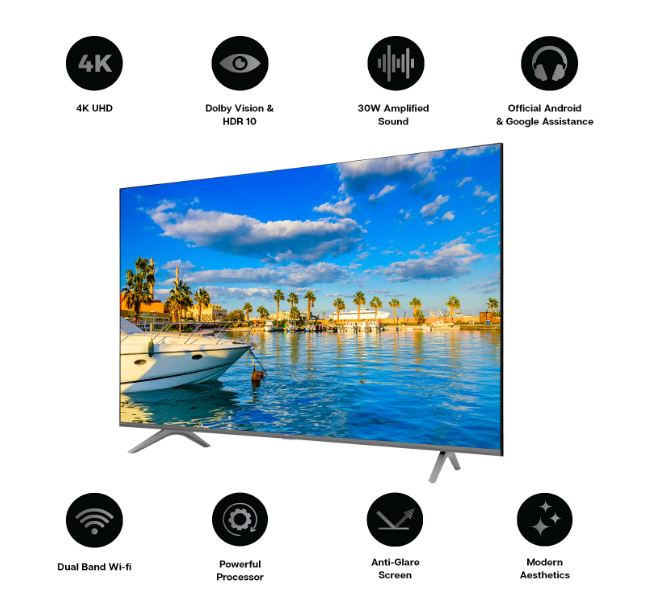 4K
4K UHD
Dolby Vision &
HDR 10
30W Amplified
Sound
Official Android
& Google Assistance
Dual Band Wi-fi
Powerful
Processor
Anti-Glare
Screen
Modern
Aesthetics